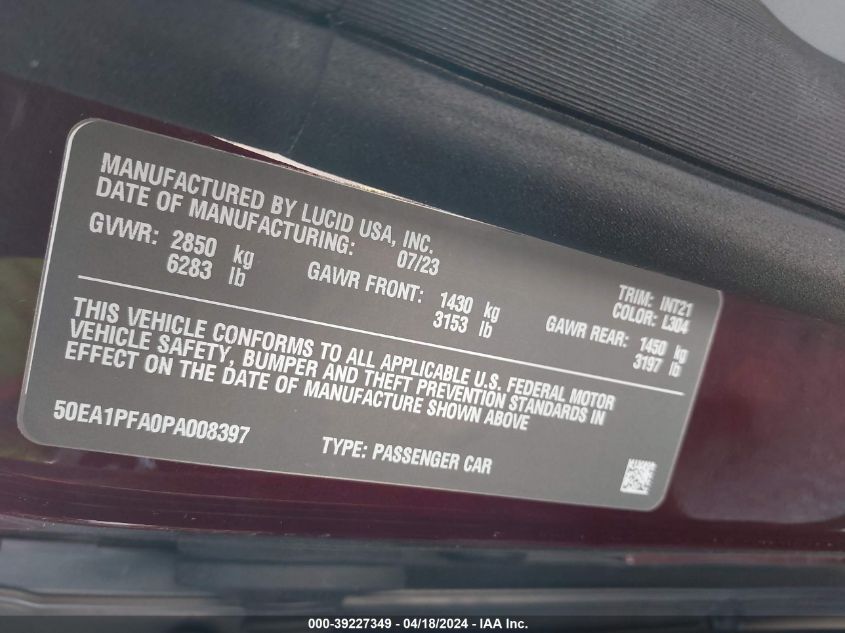 MANUFACTURED BY LUCID USA, INC.
DATE OF MANUFACTURING: 07/23
TRIM: INT21
COLOR: L304
GVWR: 2850 kg
6283 lb
GAWR FRONT: 1430 kg
3153 lb
GAWR REAR: 1450 kg
3197 lb
THIS VEHICLE CONFORMS TO ALL APPLICABLE U.S. FEDERAL MOTOR
VEHICLE SAFETY, BUMPER AND THEFT PREVENTION STANDARDS IN
EFFECT ON THE DATE OF MANUFACTURE SHOWN ABOVE
50EA1PFA0PA008397
TYPE: PASSENGER CAR
000-39227349 - 04/18/2024 - IAA Inc.